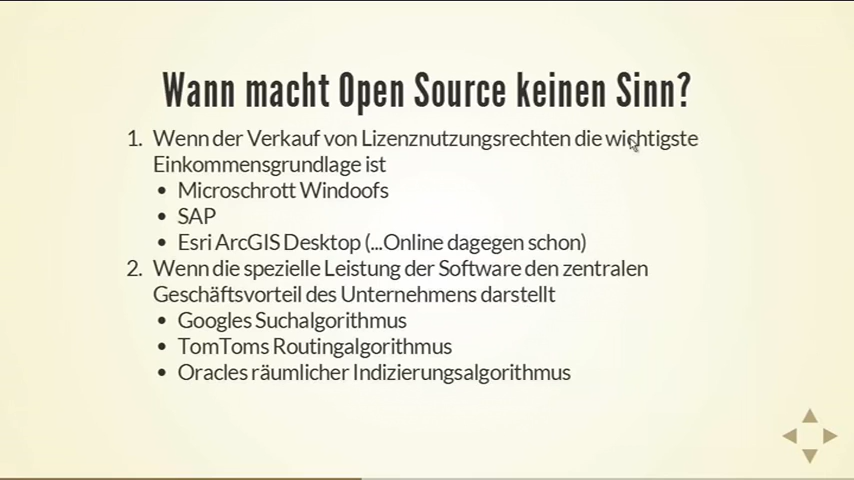 Wann macht Open Source keinen Sinn?
1. Wenn der Verkauf von Lizenznutzungsrechten die wichtigste
Einkommensgrundlage ist
• Microschrott Windoofs
• SAP
• Esri ArcGIS Desktop (...Online dagegen schon)
2. Wenn die spezielle Leistung der Software den zentralen
Geschäftsvorteil des Unternehmens darstellt
• Googles Suchalgorithmus
• TomToms Routingalgorithmus
• Oracles räumlicher Indizierungsalgorithmus